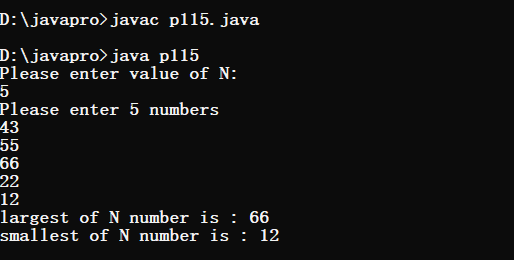 D:\javapro>javac p115.java
D:\javapro>java p115
Please enter value of N:
5
Please enter 5 numbers
43
55
66
22
12
largest of N number is : 66
smallest of N number is : 12